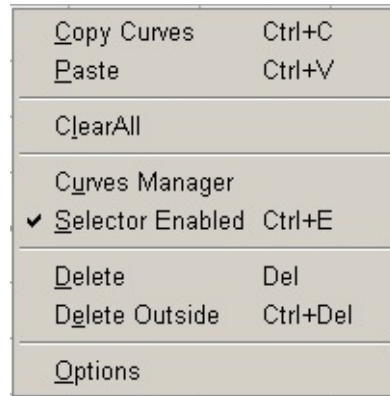 Copy Curves Ctrl+C
Paste Ctrl+V
ClearAll
Curves Manager
Selector Enabled Ctrl+E
Delete Del
Delete Outside Ctrl+Del
Options